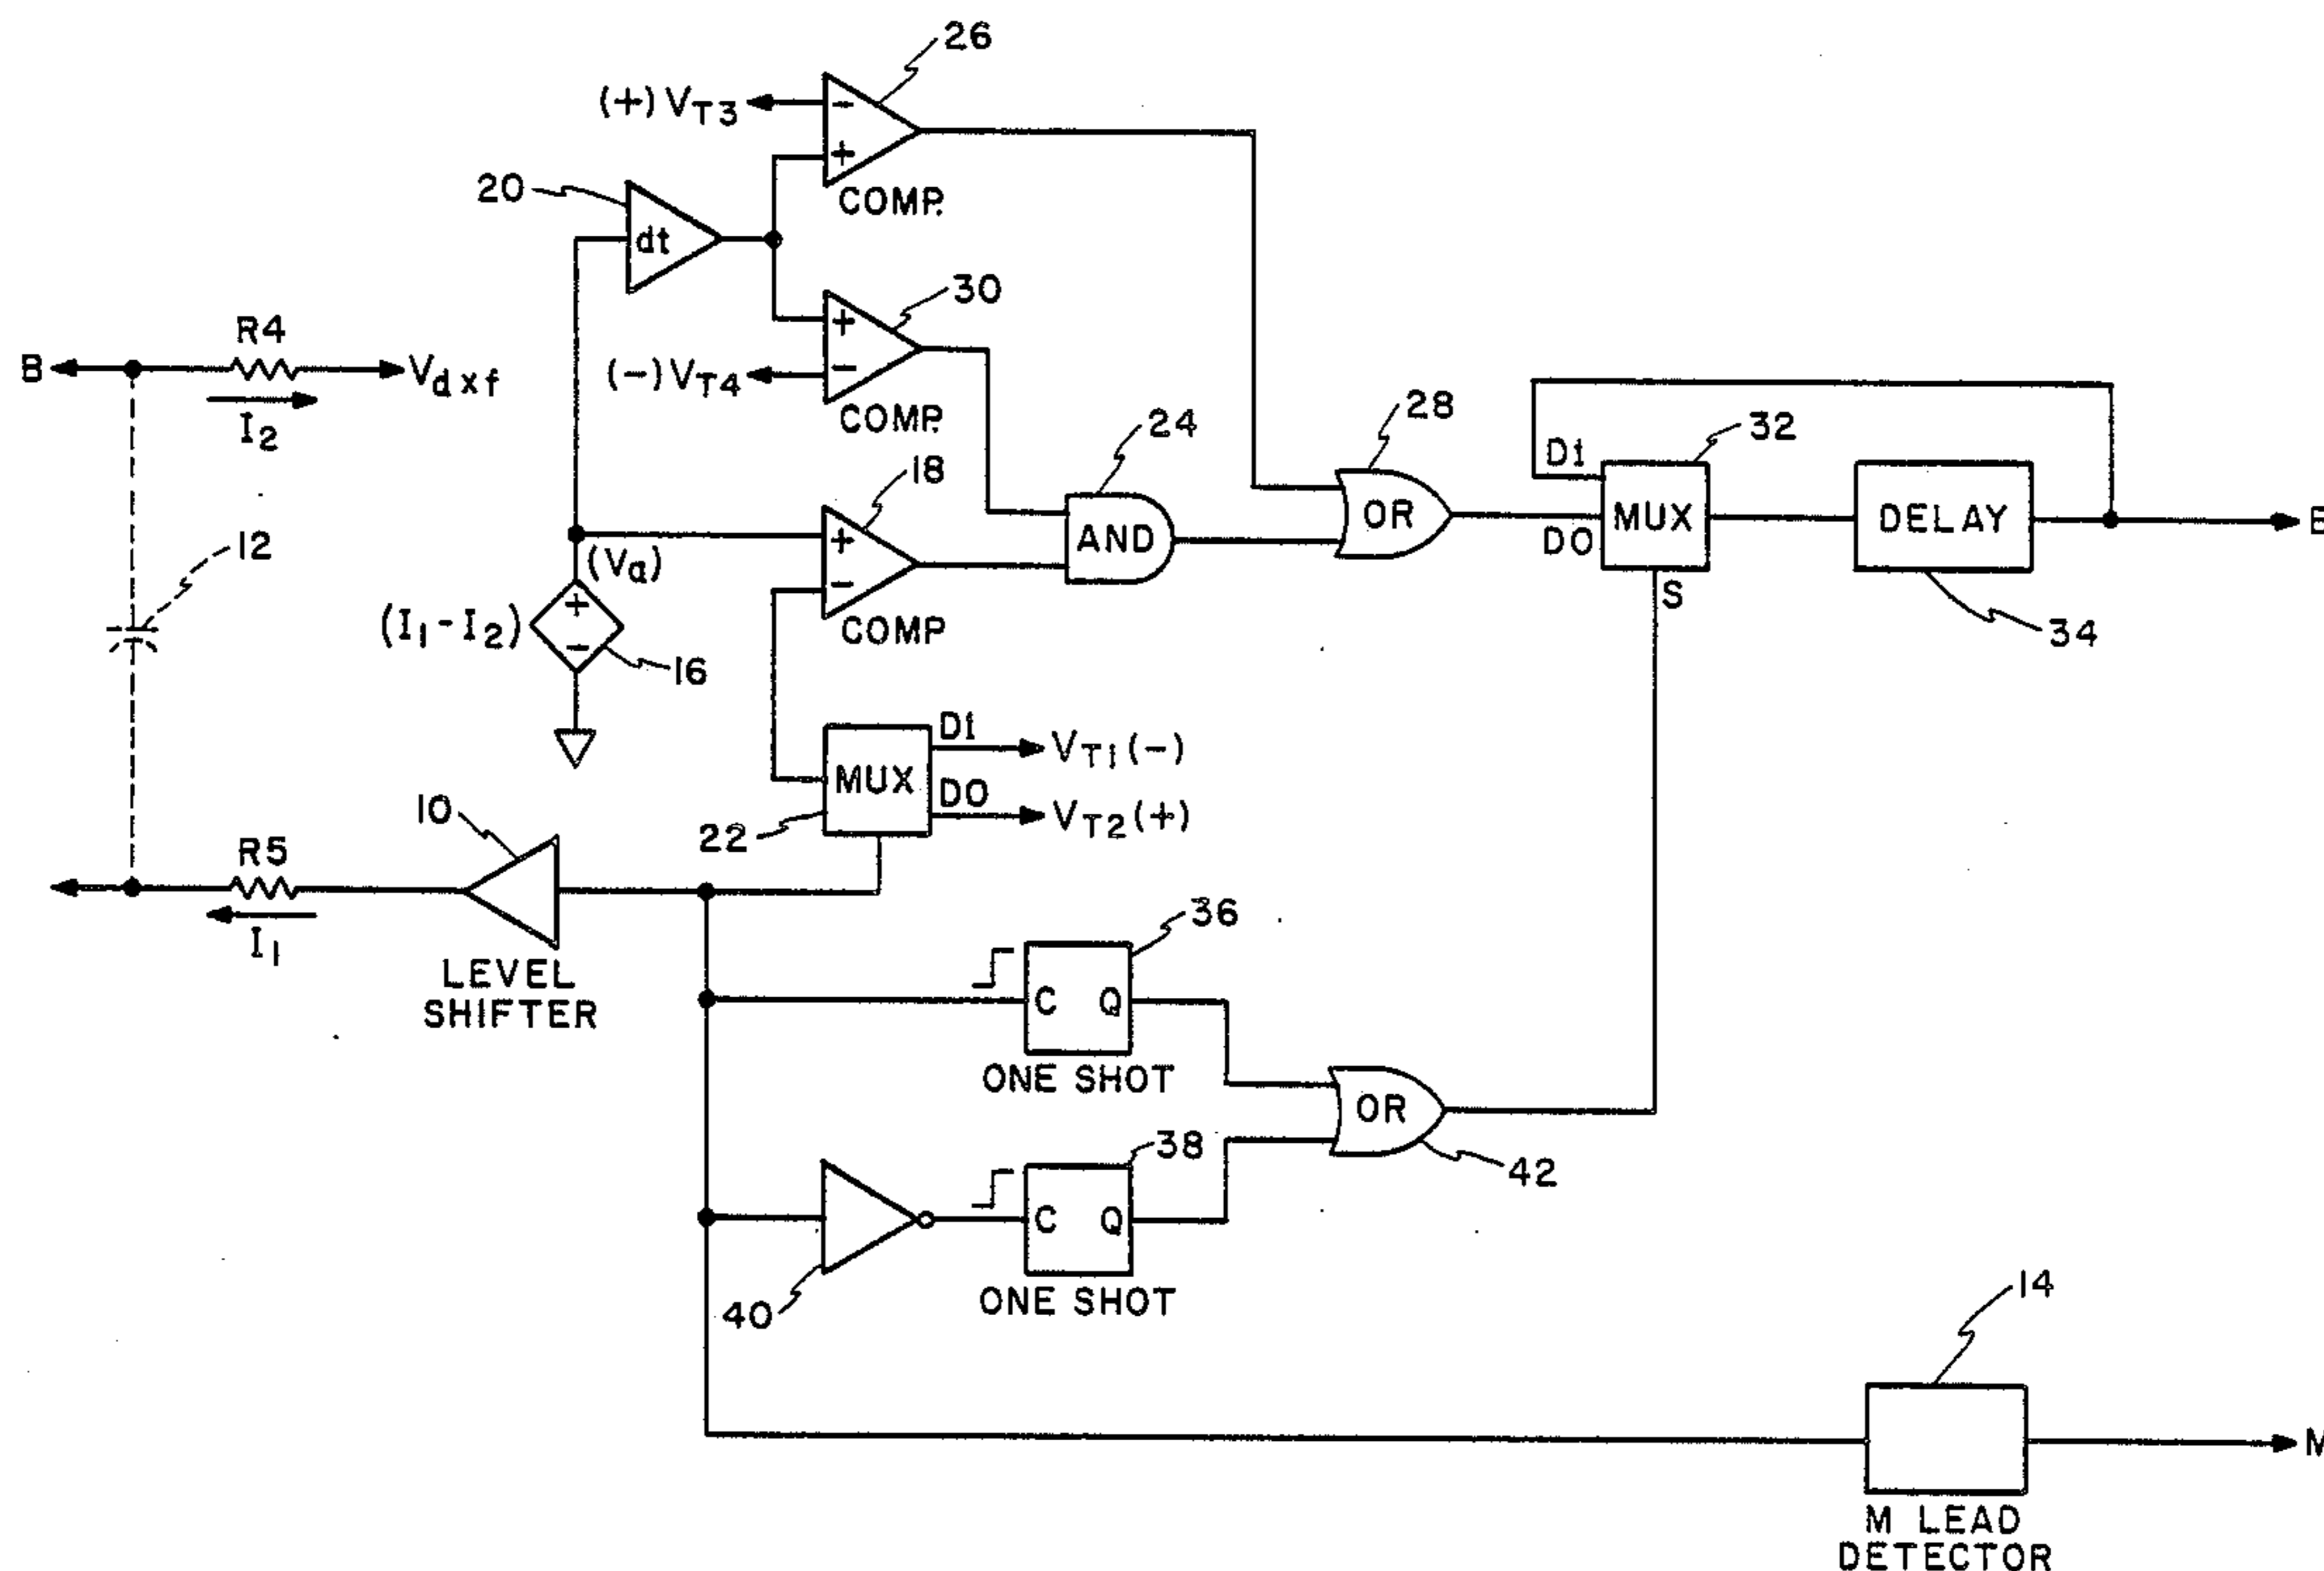 26
(+) VT3
−
+
COMP.
20
dt
30
+
−
(−) VT4
COMP.
R4
B
Vdxf
I2
24
28
32
18
D1
+
AND
OR
MUX
DELAY
D0
12
(Va)
−
S
(I1 - I2)
+
COMP
34
−
16
D1
VT1 (−)
MUX
D0
VT2 (+)
10
22
R5
36
I1
C Q
LEVEL
SHIFTER
ONE SHOT
OR
38
42
C Q
40
ONE SHOT
14
M
M LEAD
DETECTOR